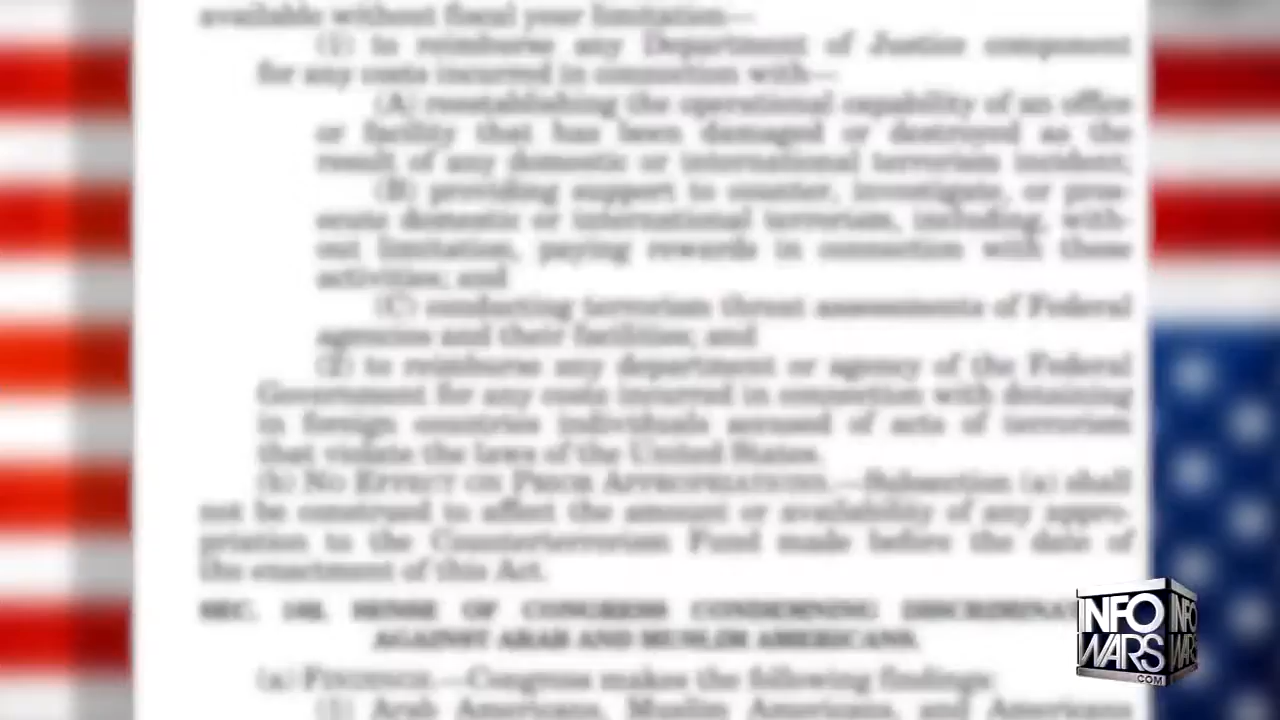 available without fiscal year limitation—
(1) to reimburse any Department of Justice component
for any costs incurred in connection with—
(A) reestablishing the operational capability of an office
or facility that has been damaged or destroyed as the
result of any domestic or international terrorism incident;
(B) providing support to counter, investigate, or pros-
ecute domestic or international terrorism, including, with-
out limitation, paying rewards in connection with these
activities; and
(C) conducting terrorism threat assessments of Federal
agencies and their facilities; and
(2) to reimburse any department or agency of the Federal
Government for any costs incurred in connection with detaining
in foreign countries individuals accused of acts of terrorism
that violate the laws of the United States.
(b) NO EFFECT ON PRIOR APPROPRIATIONS.—Subsection (a) shall
not be construed to affect the amount or availability of any appro-
priation to the Counterterrorism Fund made before the date of
the enactment of this Act.
SEC. 102. SENSE OF CONGRESS CONDEMNING DISCRIMINAT
AGAINST ARAB AND MUSLIM AMERICANS.
(a) FINDINGS.—Congress makes the following findings:
(1) Arab Americans, Muslim Americans, and Americans
INFO
WARS
.COM
INFO
WARS